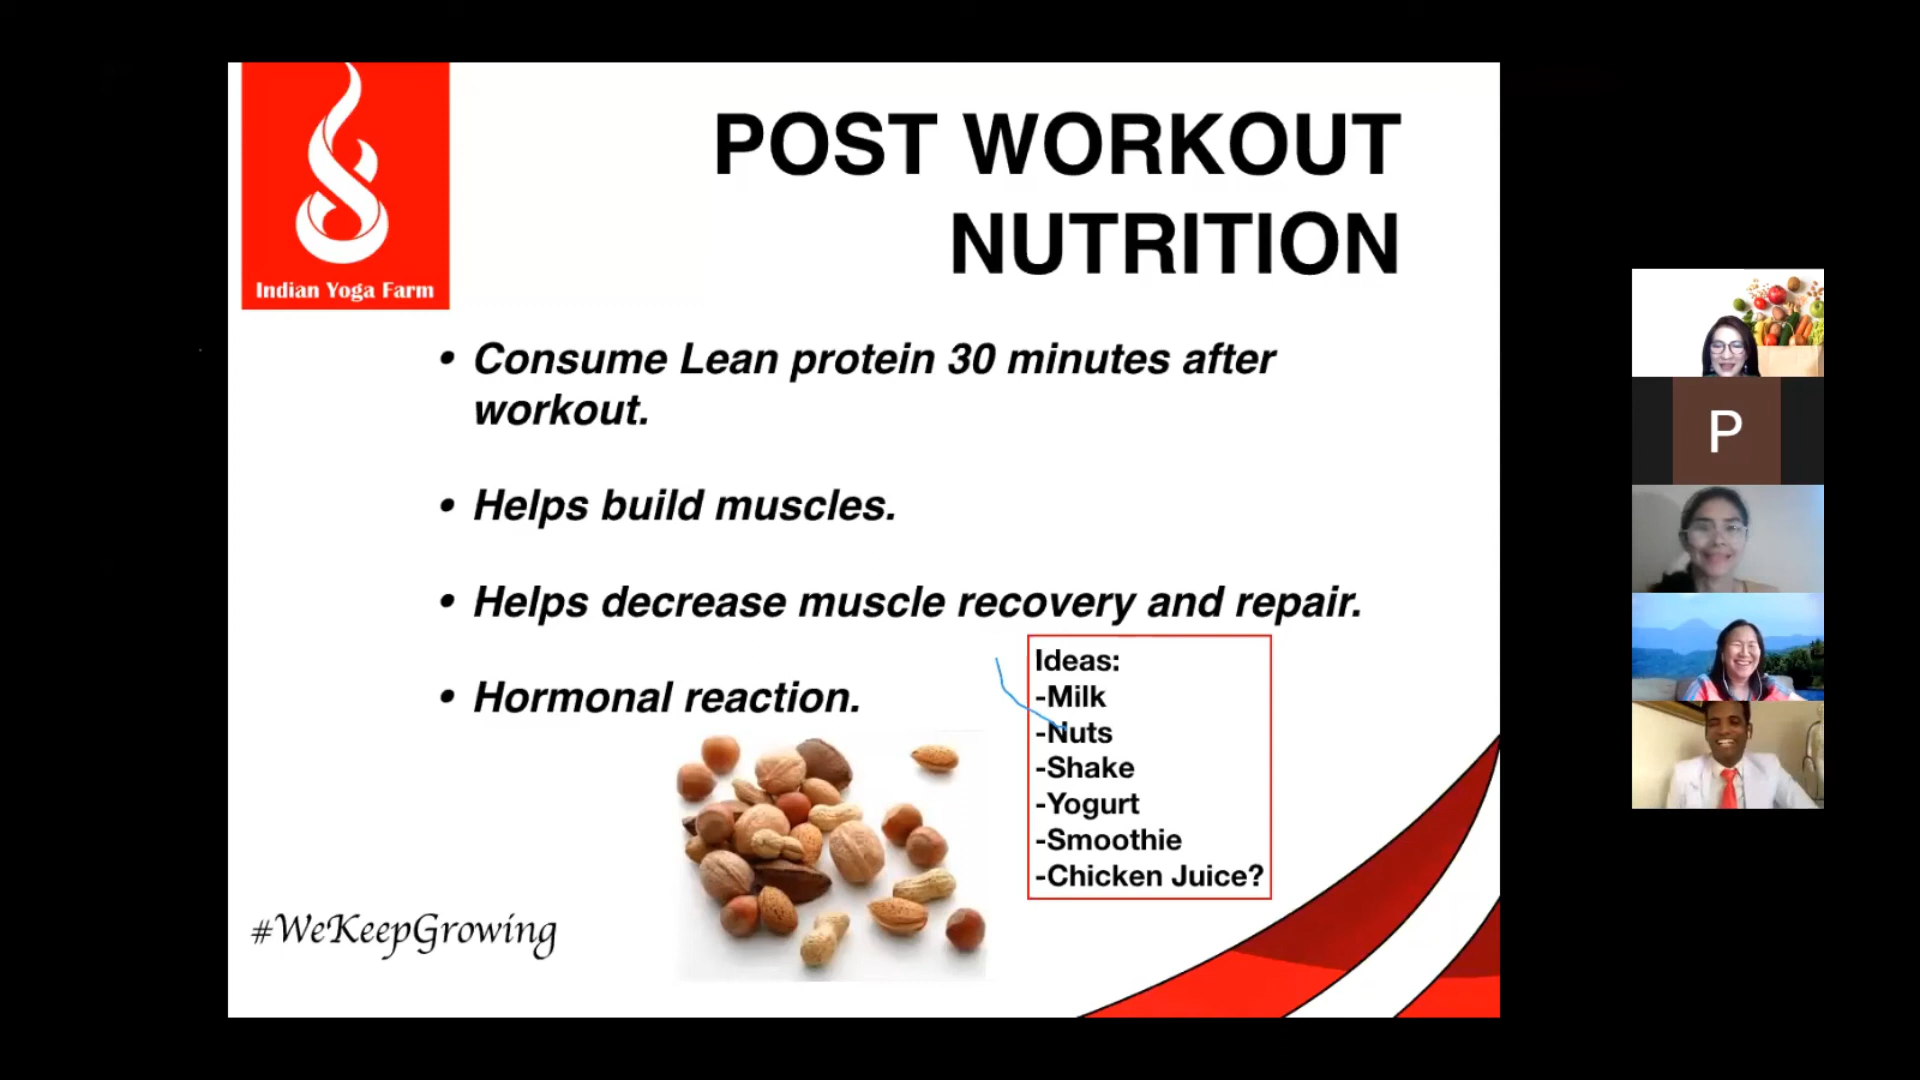 Indian Yoga Farm
POST WORKOUT
NUTRITION
• Consume Lean protein 30 minutes after
workout.
• Helps build muscles.
• Helps decrease muscle recovery and repair.
• Hormonal reaction.
Ideas:
-Milk
-Nuts
-Shake
-Yogurt
-Smoothie
-Chicken Juice?
#WeKeepGrowing
P